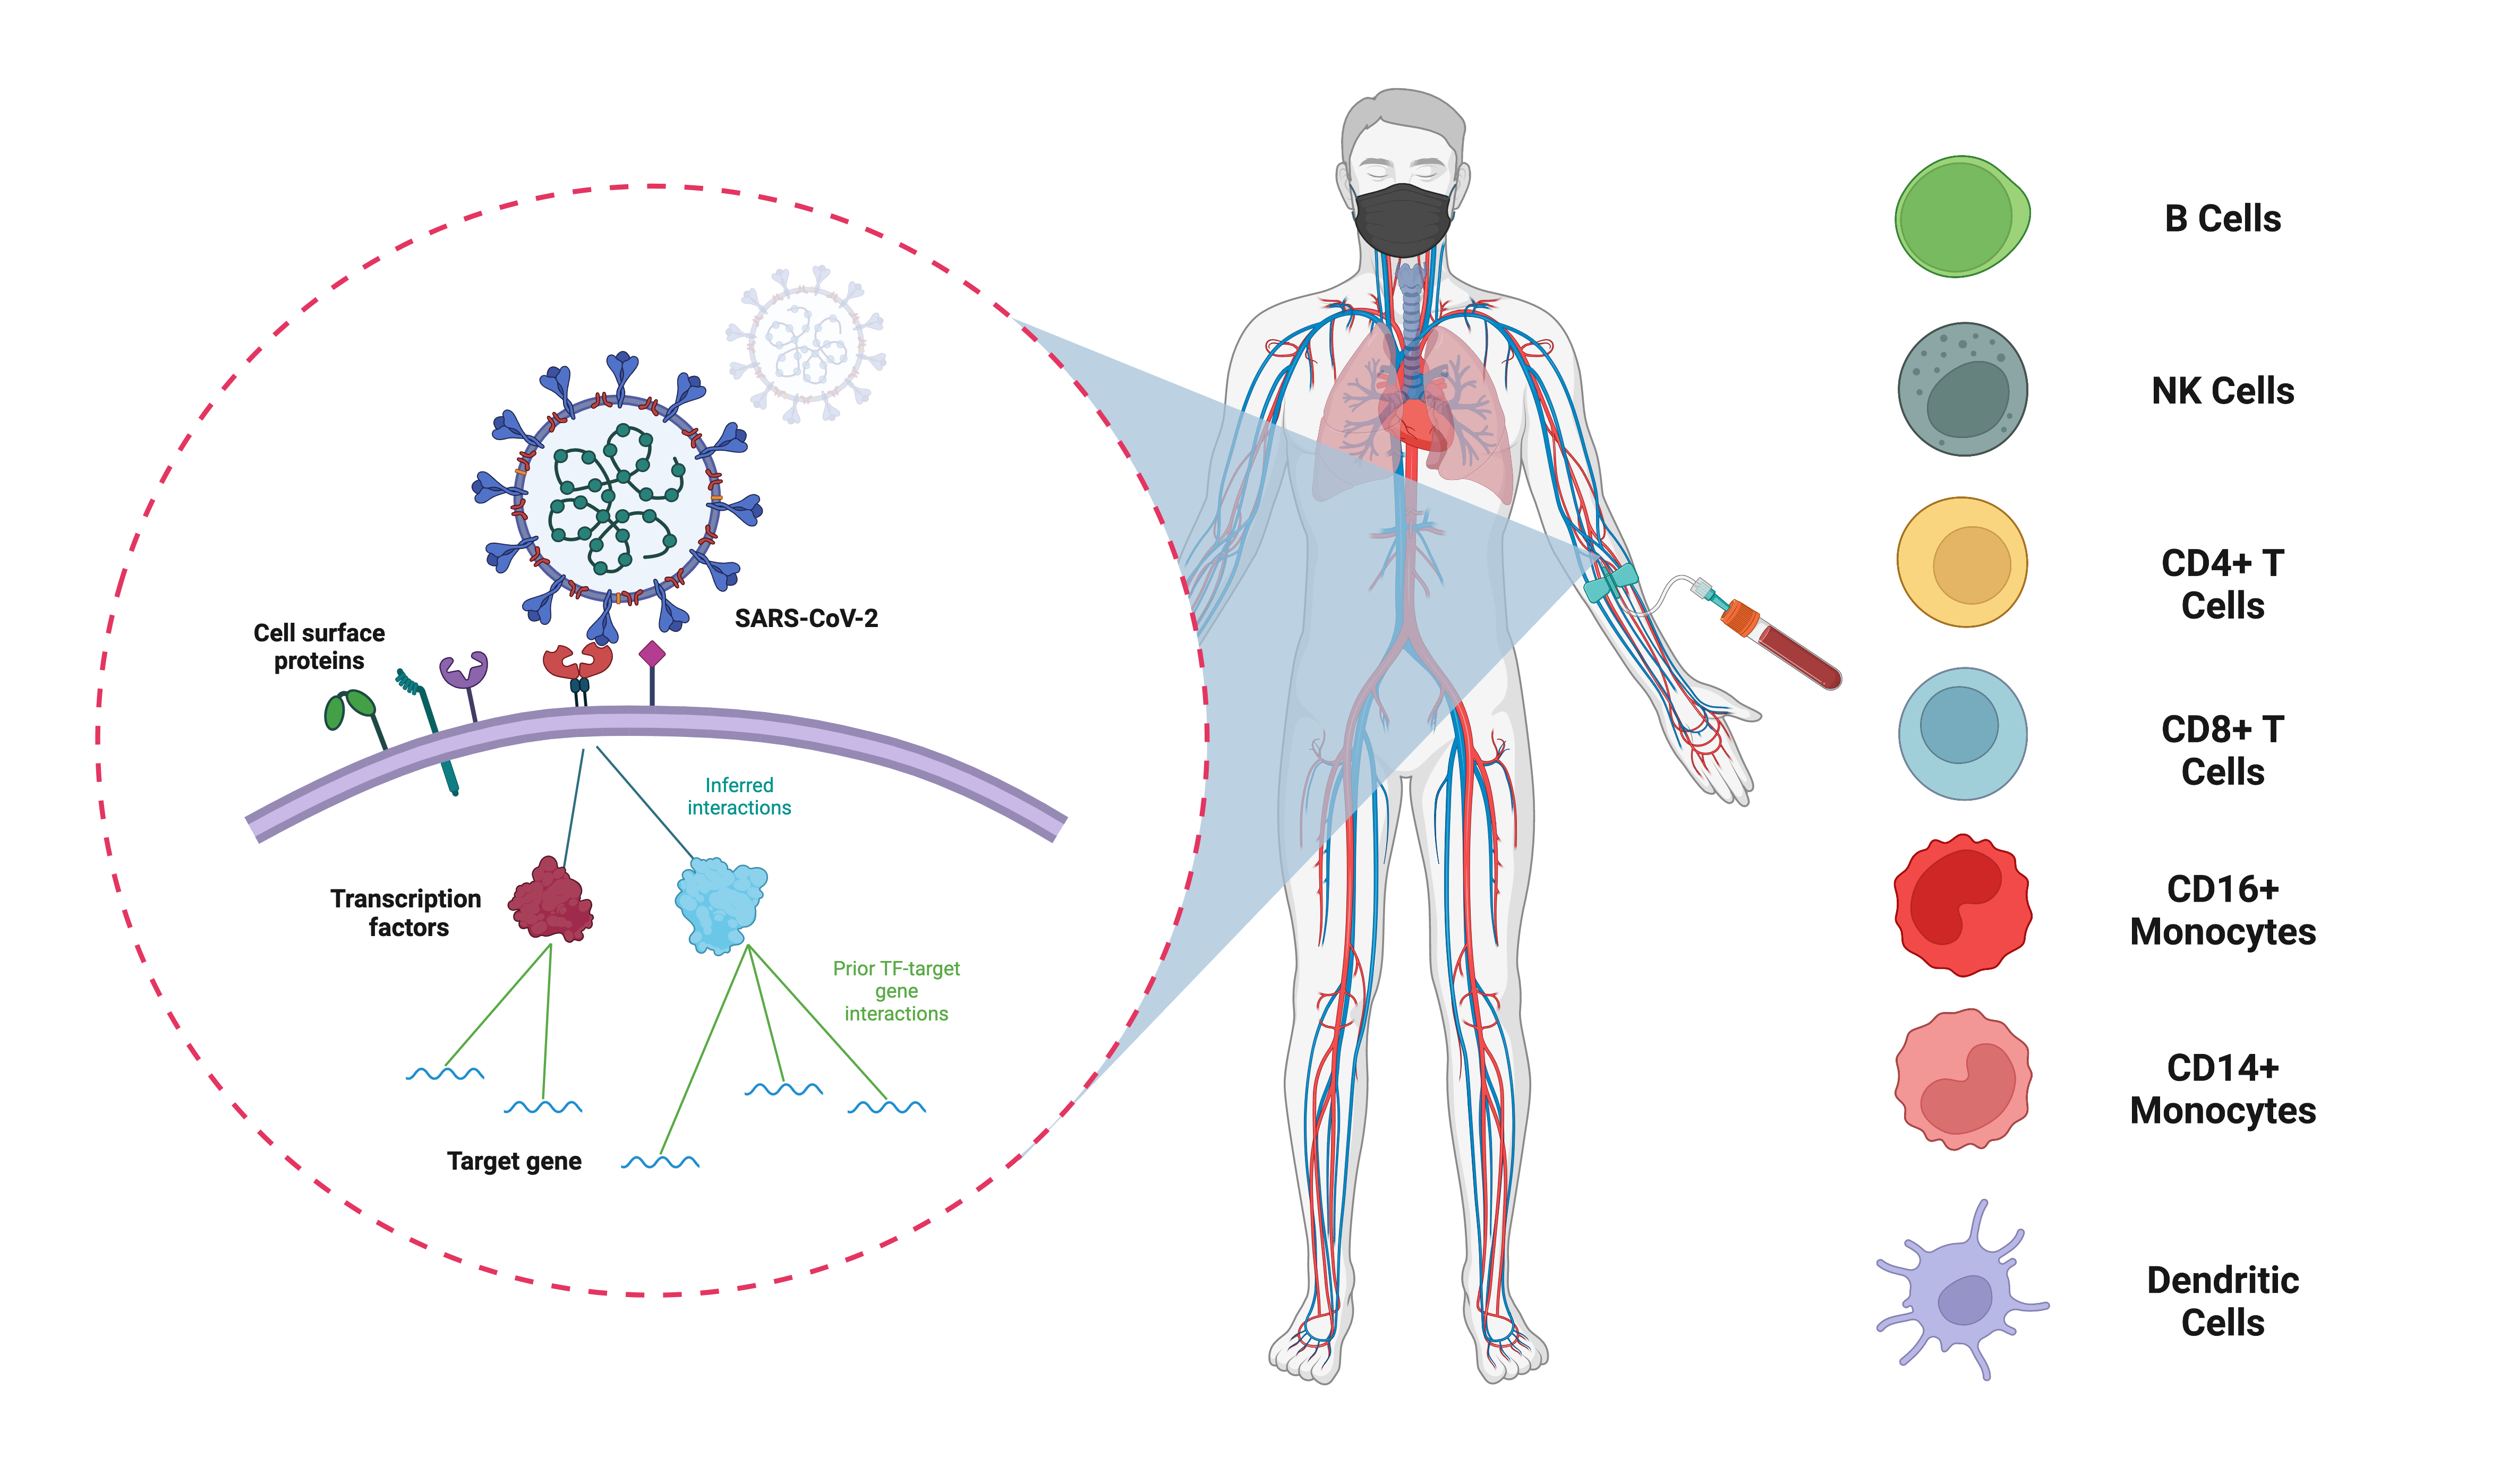 SARS-CoV-2
Cell surface
proteins
Inferred
interactions
Transcription
factors
Prior TF-target
gene
interactions
Target gene
B Cells
NK Cells
CD4+ T
Cells
CD8+ T
Cells
CD16+
Monocytes
CD14+
Monocytes
Dendritic
Cells